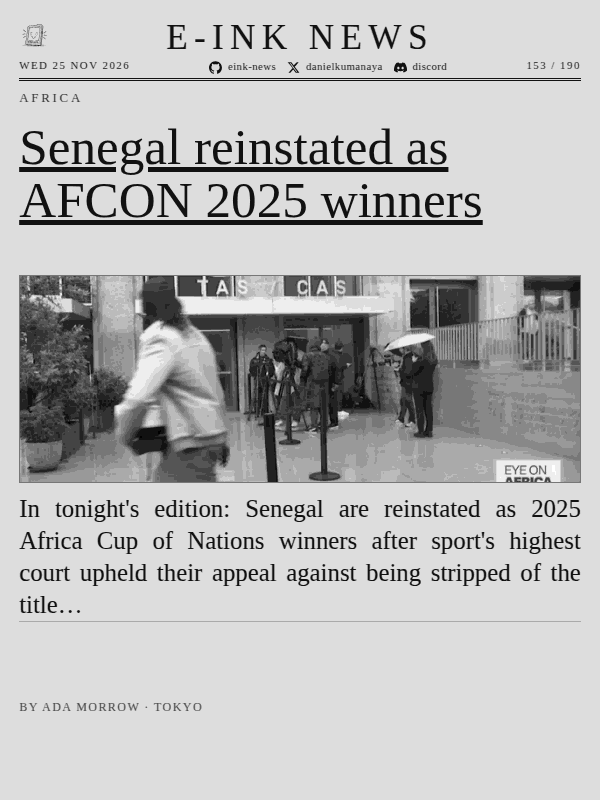 E-INK NEWS
WED 25 NOV 2026
eink-news
danielkumanaya
discord
153 / 190
AFRICA
Senegal reinstated as
AFCON 2025 winners
TAS / CAS
EYE ON
AFRICA
In tonight's edition: Senegal are reinstated as 2025
Africa Cup of Nations winners after sport's highest
court upheld their appeal against being stripped of the
title…
BY ADA MORROW · TOKYO